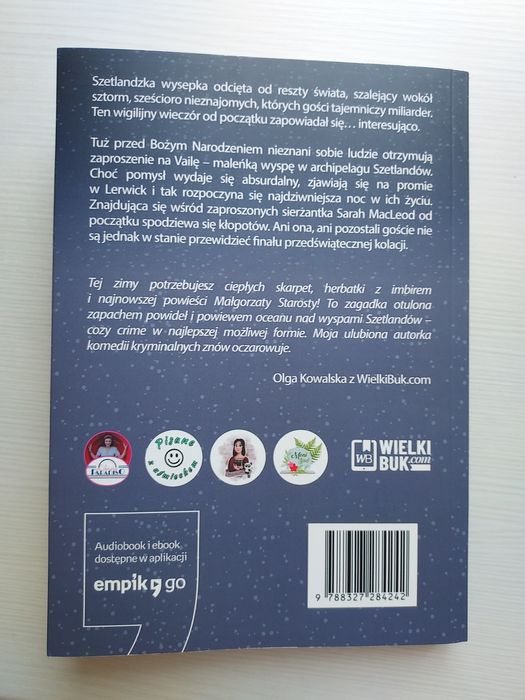 Szetlandzka wysepka odcięta od reszty świata, szalejący wokół
sztorm, sześcioro nieznajomych, których gości tajemniczy miliarder.
Ten wigilijny wieczór od początku zapowiadał się... interesująco.
Tuż przed Bożym Narodzeniem nieznani sobie ludzie otrzymują
zaproszenie na Vailę – maleńką wyspę w archipelagu Szetlandów.
Choć pomysł wydaje się absurdalny, zjawiają się na promie
w Lerwick i tak rozpoczyna się najdziwniejsza noc w ich życiu.
Znajdująca się wśród zaproszonych sierżantka Sarah MacLeod od
początku spodziewa się kłopotów. Ani ona, ani pozostali goście nie
są jednak w stanie przewidzieć finału przedświątecznej kolacji.
Tej zimy potrzebujesz ciepłych skarpet, herbatki z imbirem
i najnowszej powieści Małgorzaty Starosty! To zagadka otulona
zapachem powideł i powiewem oceanu nad wyspami Szetlandów –
cozy crime w najlepszej możliwej formie. Moja ulubiona autorka
komedii kryminalnych znów oczarowuje.
Olga Kowalska z WielkiBuk.com
PAPARISO
Pisane
z uśmiechem
WB
WIELKI
BUK.com
Audiobook i ebook
dostępne w aplikacji
empik go
9 788327 284242